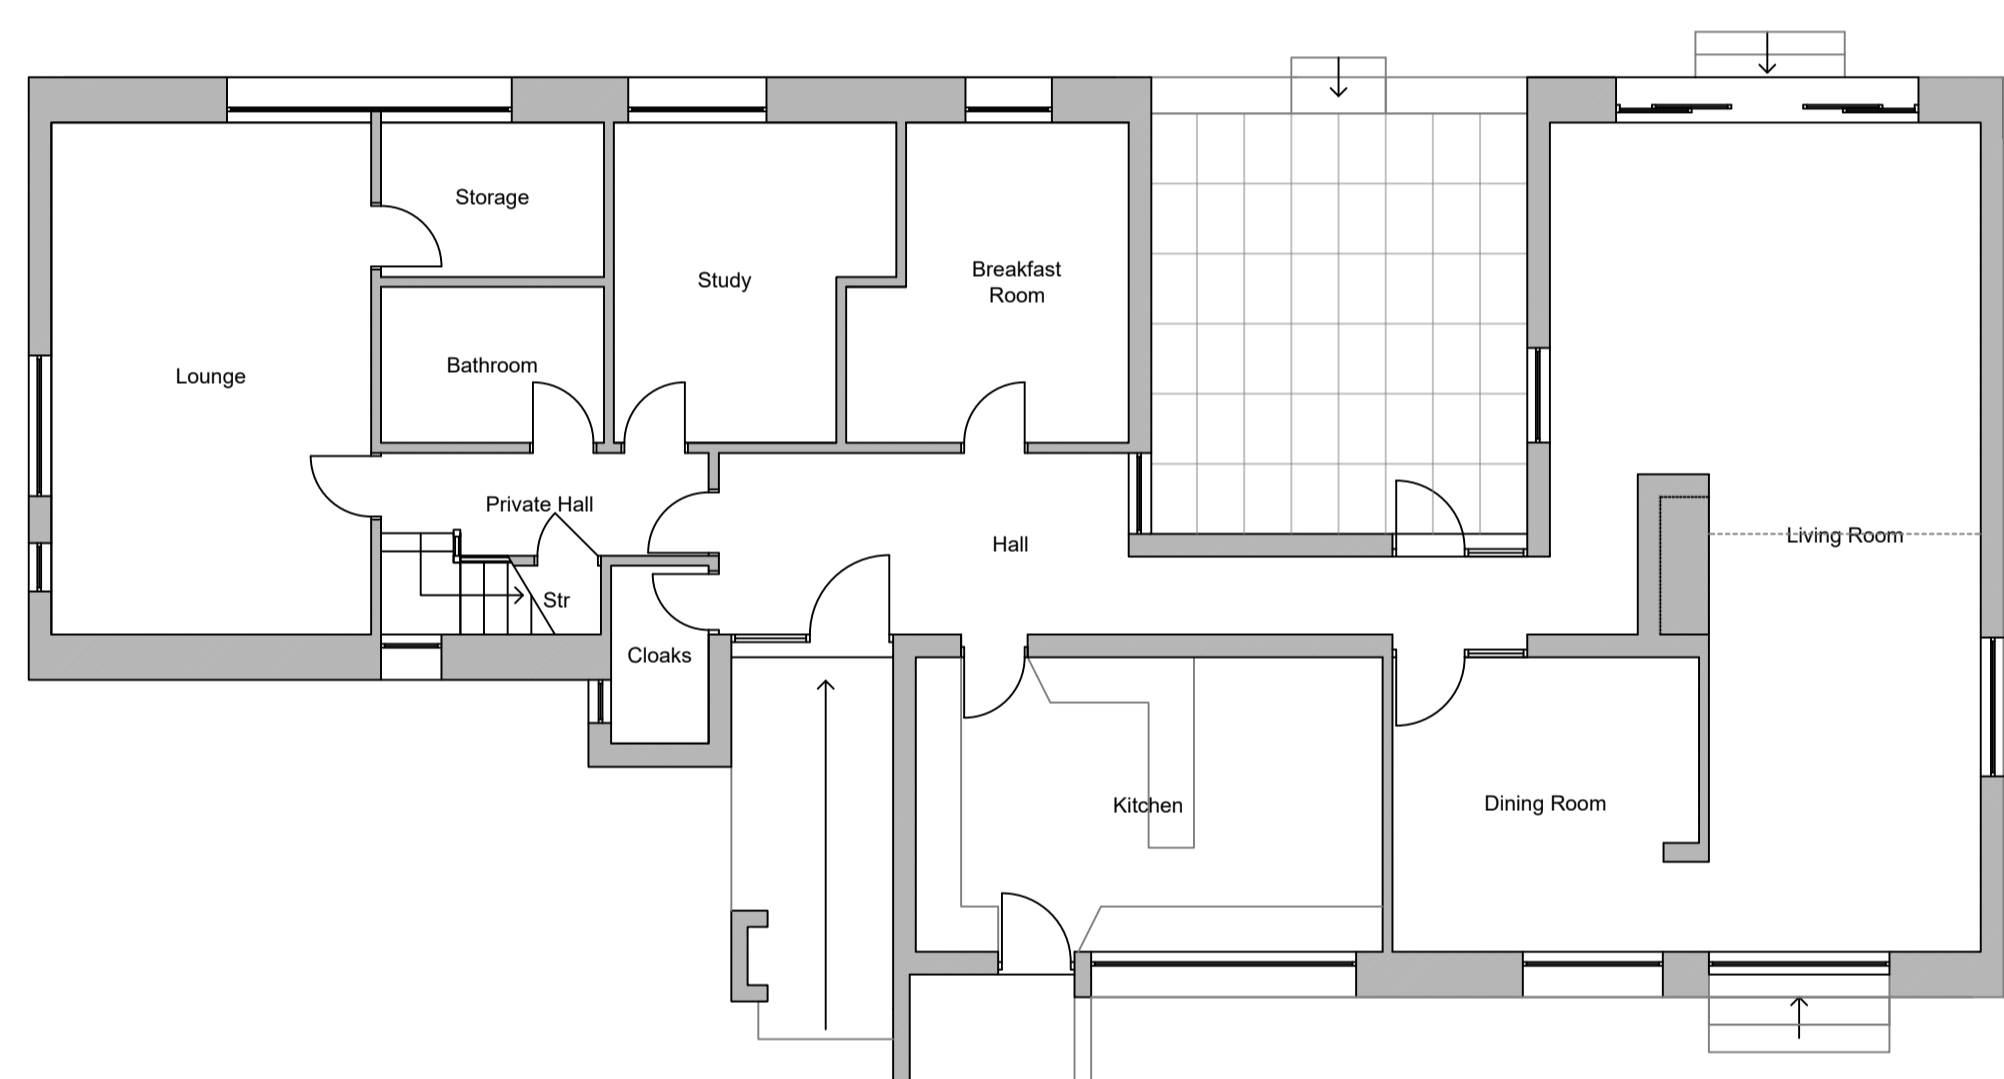 Storage
Breakfast
Room
Study
Bathroom
Lounge
Private Hall
Living Room
Hall
Str
Cloaks
Dining Room
Kitchen